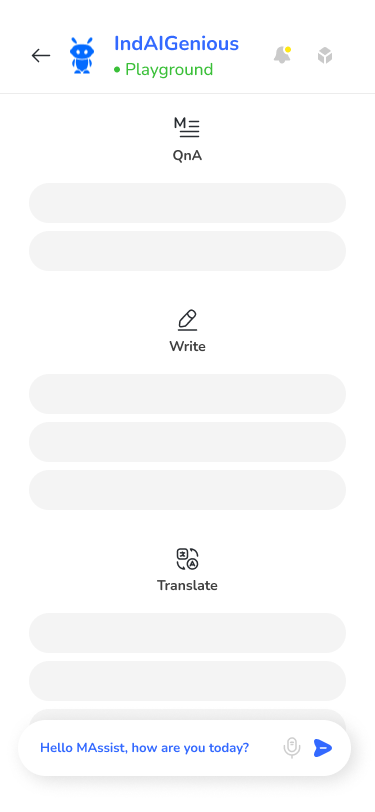 IndAIGenious
Playground
QnA
Write
Translate
Hello MAssist, how are you today?